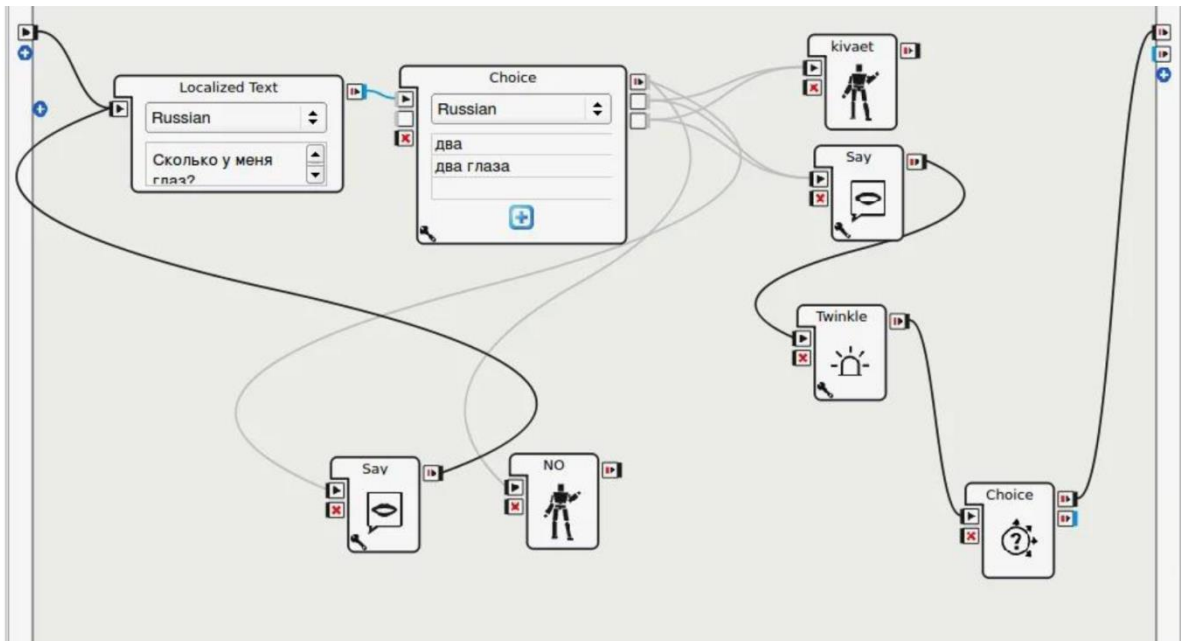 kivaet
Localized Text
Choice
Russian
Russian
Сколько у меня
глаз?
два
два глаза
Say
Twinkle
Say
NO
Choice